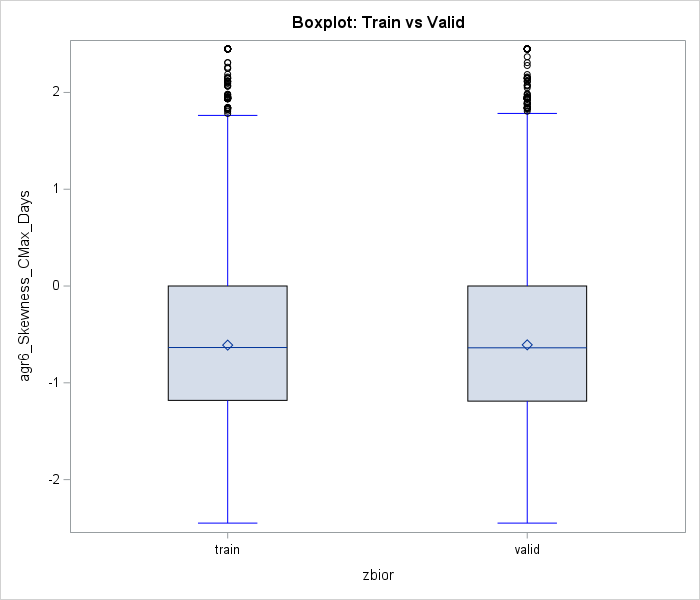 Boxplot: Train vs Valid
agr6_Skewness_CMax_Days
2
1
0
-1
-2
train
valid
zbior